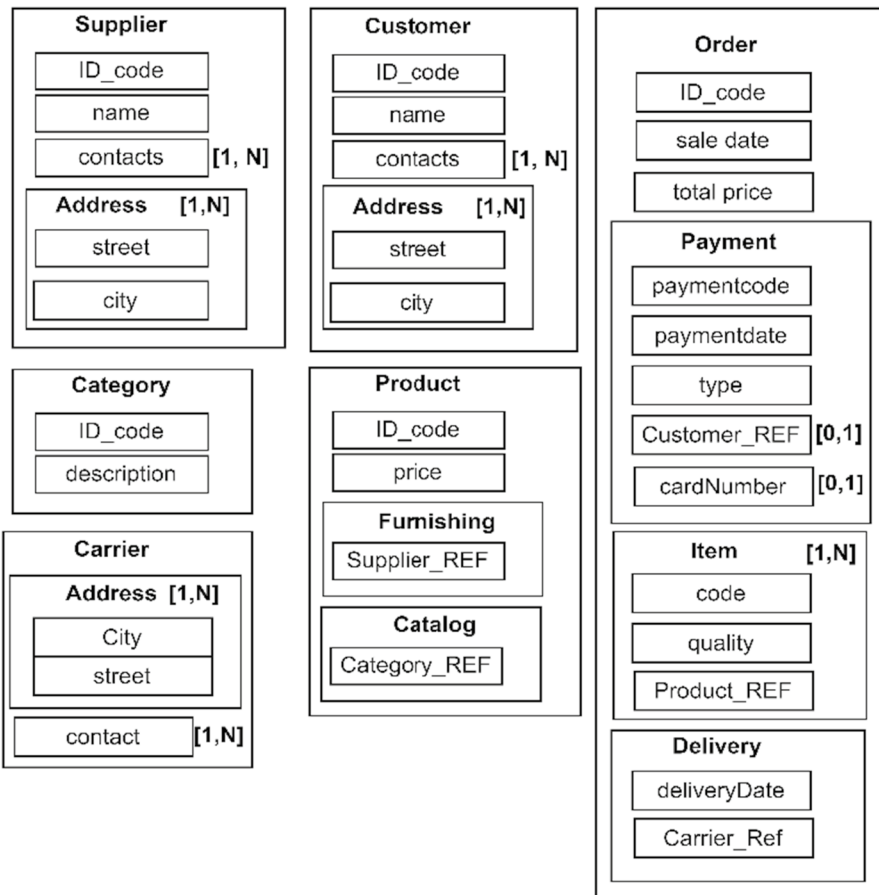 Supplier
ID_code
name
contacts [1, N]
Address [1,N]
street
city
Customer
ID_code
name
contacts [1, N]
Address [1,N]
street
city
Order
ID_code
sale date
total price
Payment
paymentcode
paymentdate
type
Customer_REF [0,1]
cardNumber [0,1]
Item [1,N]
code
quality
Product_REF
Delivery
deliveryDate
Carrier_Ref
Category
ID_code
description
Product
ID_code
price
Furnishing
Supplier_REF
Catalog
Category_REF
Carrier
Address [1,N]
City
street
contact [1,N]